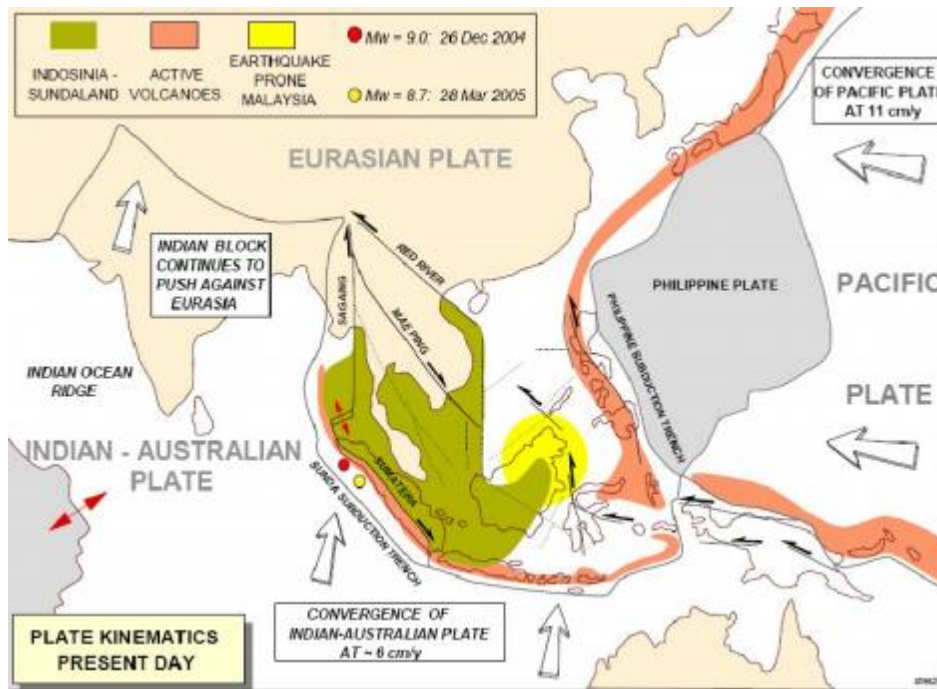 INDOSINIA -
SUNDALAND
ACTIVE
VOLCANOES
EARTHQUAKE
PRONE
MALAYSIA
Mw = 9.0: 26 Dec 2004
Mw = 8.7: 28 Mar 2005
CONVERGENCE
OF PACIFIC PLATE
AT 11 cm/y
EURASIAN PLATE
INDIAN BLOCK
CONTINUES TO
PUSH AGAINST
EURASIA
RED RIVER
SAGAING
MAE PING
PHILIPPINE PLATE
PACIFIC
PLATE
PHILIPPINE SUBDUCTION TRENCH
INDIAN OCEAN
RIDGE
INDIAN - AUSTRALIAN
PLATE
SUMATERA
SUNDA SUBDUCTION TRENCH
CONVERGENCE OF
INDIAN-AUSTRALIAN PLATE
AT ~ 6 cm/y
PLATE KINEMATICS
PRESENT DAY